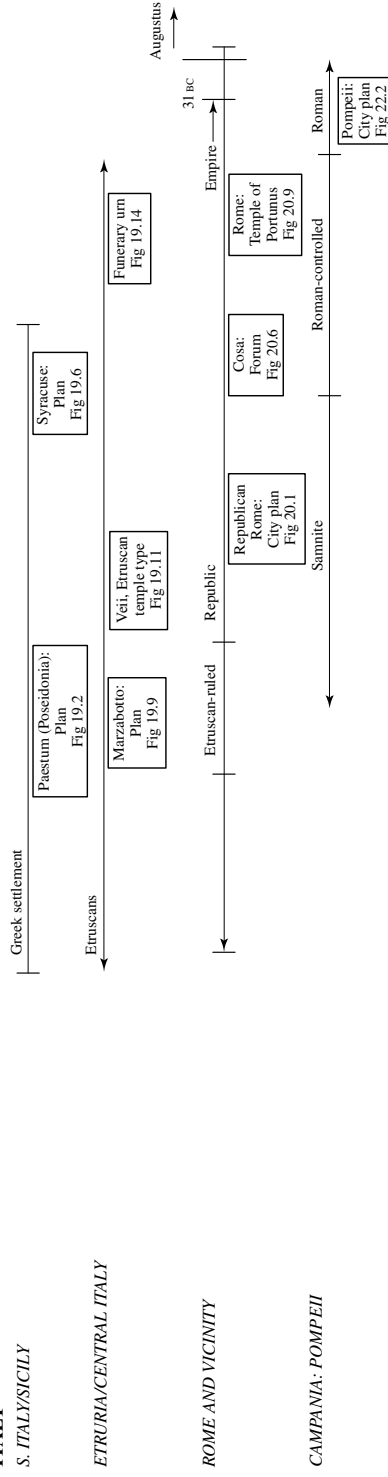 S. ITALY/SICILY
Greek settlement
Paestum (Poseidonia):
Plan
Fig 19.2
Syracuse:
Plan
Fig 19.6
ETRURIA/CENTRAL ITALY
Etruscans
Marzabotto:
Plan
Fig 19.9
Veii, Etruscan
temple type
Fig 19.11
Funerary urn
Fig 19.14
Augustus
31 BC
ROME AND VICINITY
Etruscan-ruled
Republic
Empire
Republican
Rome:
City plan
Fig 20.1
Cosa:
Forum
Fig 20.6
Rome:
Temple of
Portunus
Fig 20.9
CAMPANIA: POMPEII
Samnite
Roman-controlled
Roman
Pompeii:
City plan
Fig 22.2